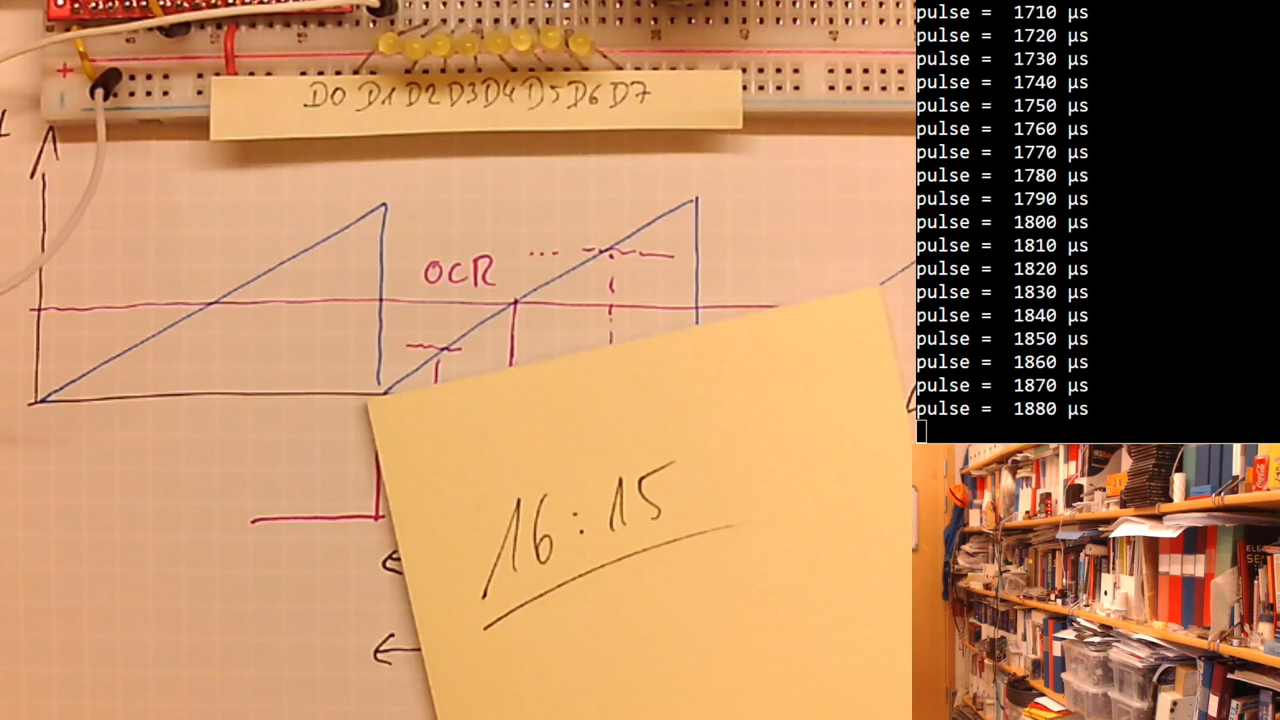 D0 D1 D2 D3 D4 D5 D6 D7
OCR ...
16:15
pulse =  1710 µs
pulse =  1720 µs
pulse =  1730 µs
pulse =  1740 µs
pulse =  1750 µs
pulse =  1760 µs
pulse =  1770 µs
pulse =  1780 µs
pulse =  1790 µs
pulse =  1800 µs
pulse =  1810 µs
pulse =  1820 µs
pulse =  1830 µs
pulse =  1840 µs
pulse =  1850 µs
pulse =  1860 µs
pulse =  1870 µs
pulse =  1880 µs